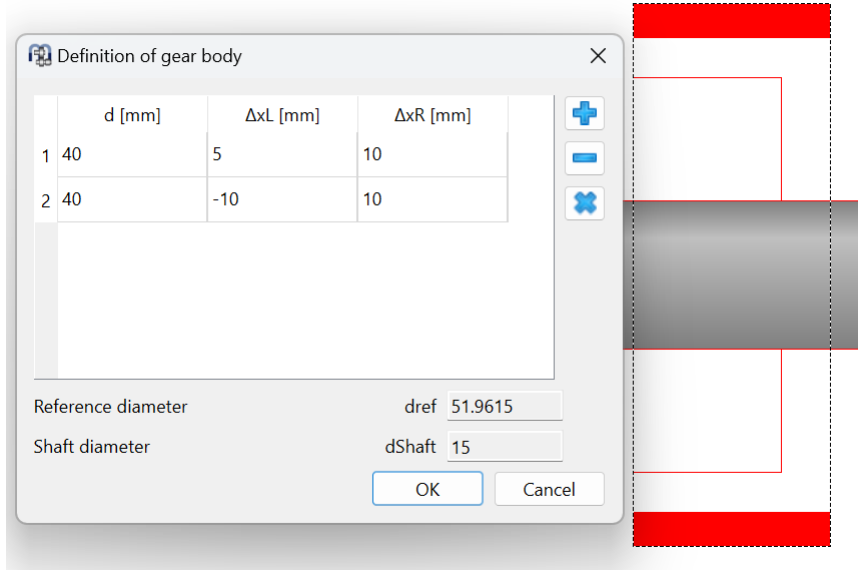 Definition of gear body
d [mm] ΔxL [mm] ΔxR [mm]
1 40 5 10
2 40 -10 10
Reference diameter dref 51.9615
Shaft diameter dShaft 15
OK Cancel